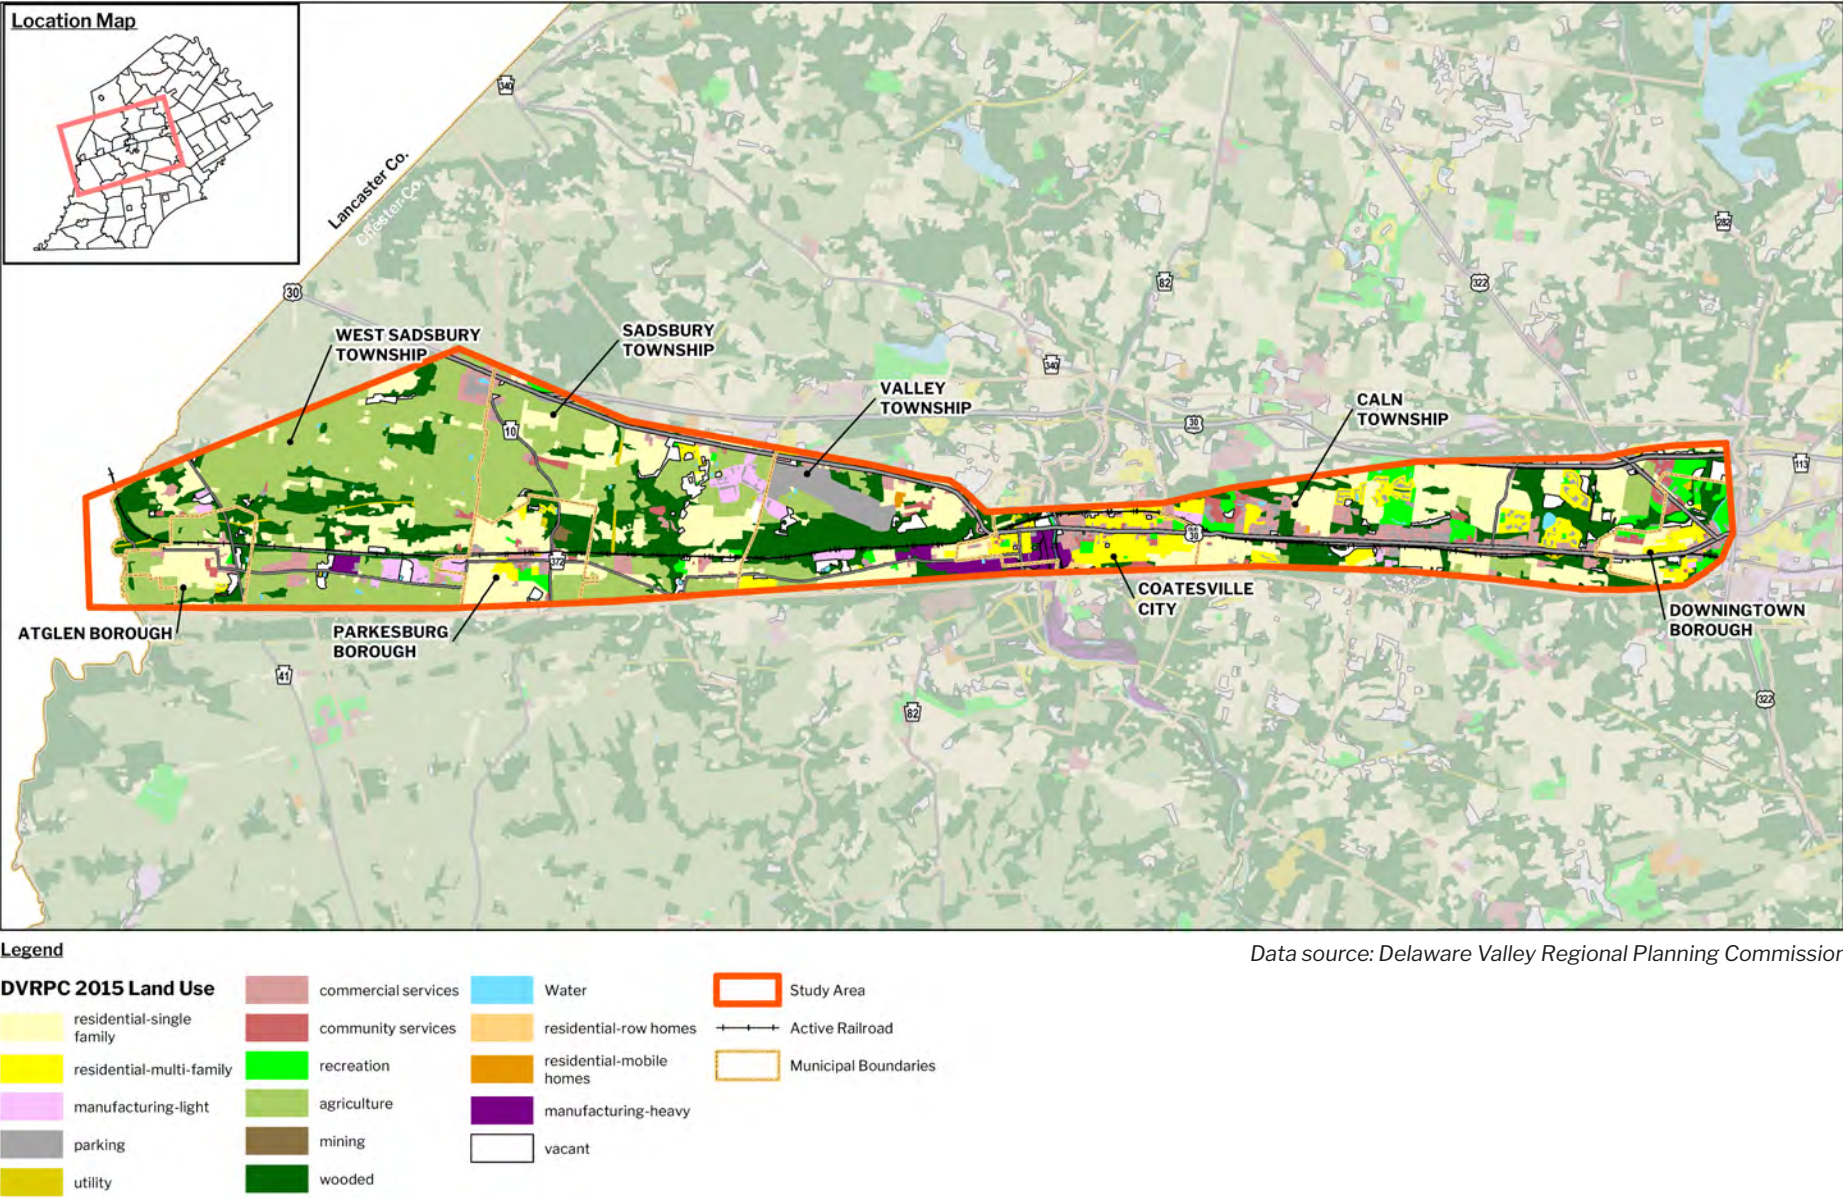 Location Map
Lancaster Co.
Chester Co.
340
30
282
82
322
340
WEST SADSBURY
TOWNSHIP
SADSBURY
TOWNSHIP
VALLEY
TOWNSHIP
CALN
TOWNSHIP
30
10
113
30
372
ATGLEN BOROUGH
PARKESBURG
BOROUGH
COATESVILLE
CITY
DOWNINGTOWN
BOROUGH
41
82
322
Legend
Data source: Delaware Valley Regional Planning Commission
DVRPC 2015 Land Use
residential-single
family
residential-multi-family
manufacturing-light
parking
utility
commercial services
community services
recreation
agriculture
mining
wooded
Water
residential-row homes
residential-mobile
homes
manufacturing-heavy
vacant
Study Area
Active Railroad
Municipal Boundaries